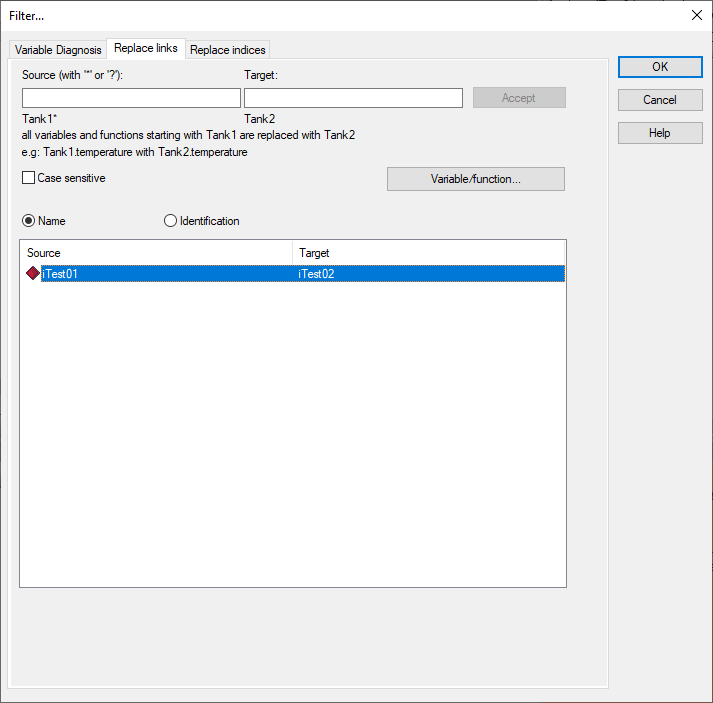 Filter...
Variable Diagnosis Replace links Replace indices
Source (with '*' or '?'): Target:
Accept
Tank1* Tank2
all variables and functions starting with Tank1 are replaced with Tank2
e.g: Tank1.temperature with Tank2.temperature
Case sensitive Variable/function...
Name Identification
Source Target
iTest01 iTest02
OK
Cancel
Help